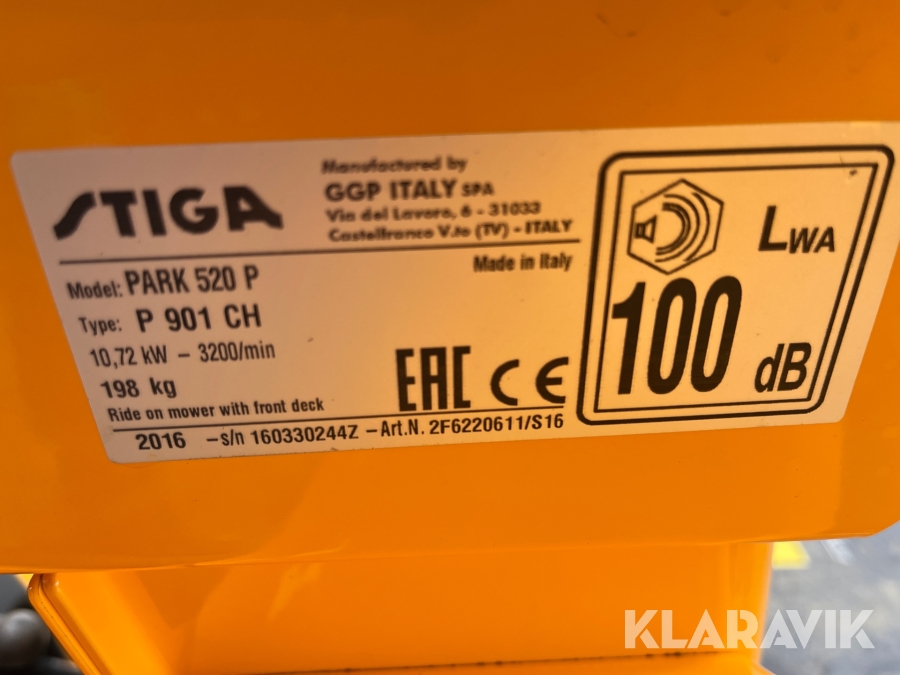 STIGA
Manufactured by
GGP ITALY SPA
Via del Lavoro, 6 - 31033
Castelfranco V.to (TV) - ITALY
Made in Italy
Model: PARK 520 P
Type: P 901 CH
10,72 kW – 3200/min
198 kg
Ride on mower with front deck
EAC CE
2016 –s/n 160330244Z –Art.N. 2F6220611/S16
LWA
100 dB
KLARAVIK